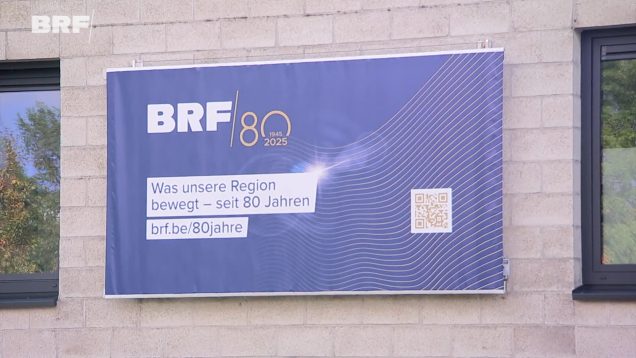 BRF
BRF/80
1945
2025
Was unsere Region
bewegt – seit 80 Jahren
brf.be/80jahre